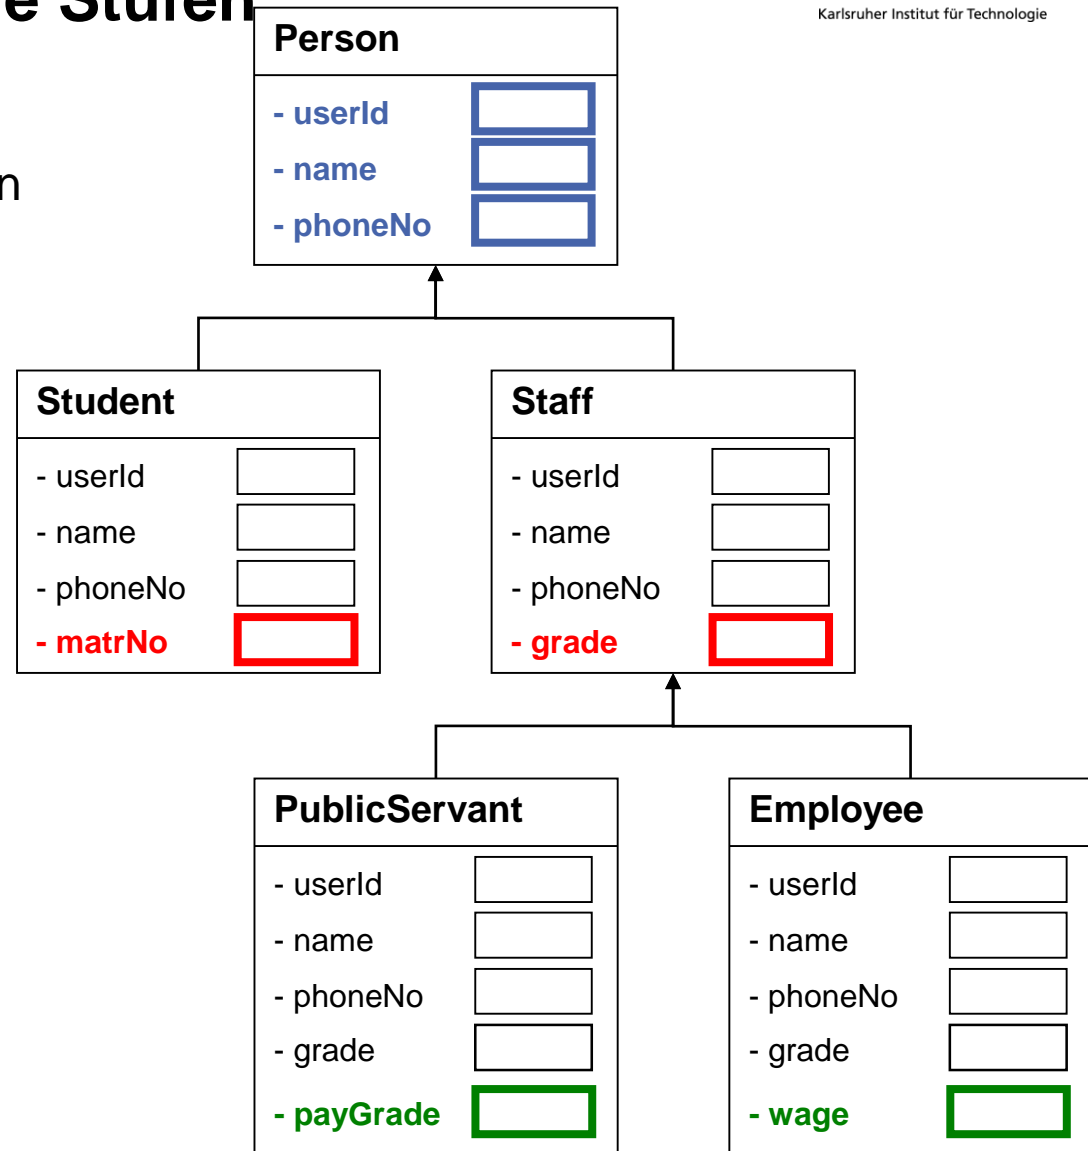 e Stufen
Karlsruher Institut für Technologie
n
Person
- userId
- name
- phoneNo
Student
- userId
- name
- phoneNo
- matrNo
Staff
- userId
- name
- phoneNo
- grade
PublicServant
- userId
- name
- phoneNo
- grade
- payGrade
Employee
- userId
- name
- phoneNo
- grade
- wage